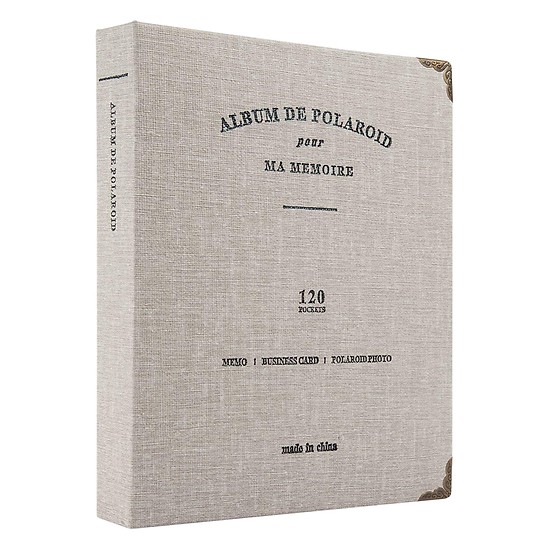 ALBUM DE POLAROID
ALBUM DE POLAROID
pour
MA MEMOIRE
120
POCKETS
MEMO | BUSINESS CARD | POLAROID PHOTO
made in china